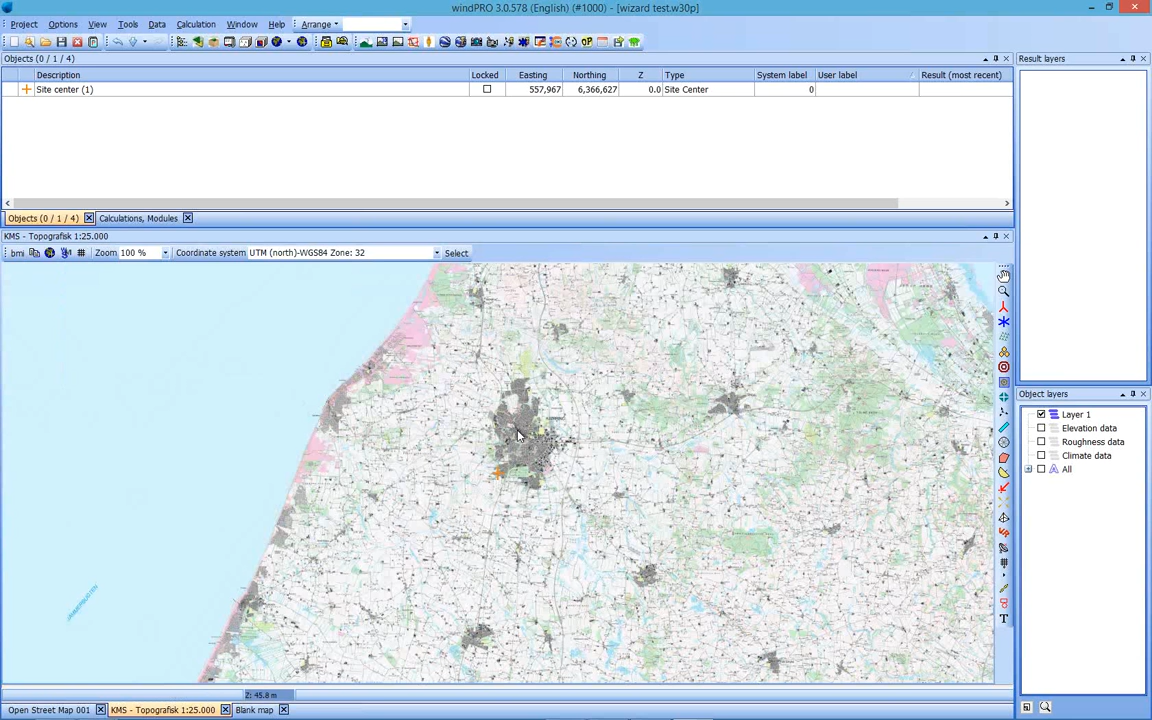 windPRO 3.0.578 (English) (#1000) - [wizard test.w30p]
Project Options View Tools Data Calculation Window Help Arrange
Objects (0 / 1 / 4)
Description Locked Easting Northing Z Type System label User label Result (most recent)
Site center (1) 557,967 6,366,627 0.0 Site Center 0
Objects (0 / 1 / 4) Calculations, Modules
KMS - Topografisk 1:25.000
bmi Zoom 100 % Coordinate system UTM (north)-WGS84 Zone: 32 Select
Z: 45.8 m
Open Street Map 001 KMS - Topografisk 1:25.000 Blank map
Result layers
Object layers
Layer 1
Elevation data
Roughness data
Climate data
All